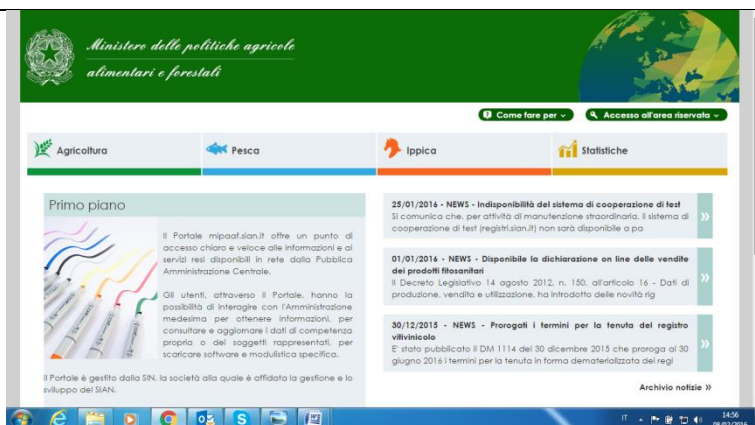 Ministero delle politiche agricole
alimentari e forestali
Come fare per
Accesso all'area riservata
Agricoltura
Pesca
Ippica
Statistiche
Primo piano
Il Portale mipaaf.sian.it offre un punto di
accesso chiaro e veloce alle informazioni e ai
servizi resi disponibili in rete dalla Pubblica
Amministrazione Centrale.
Gli utenti, attraverso il Portale, hanno la
possibilità di interagire con l'Amministrazione
medesima per ottenere informazioni, per
consultare e aggiornare i dati di competenza
propria o dei soggetti rappresentati, per
scaricare software e modulistica specifica.
Il Portale è gestito dalla SIN, la società alla quale è affidata la gestione e lo
sviluppo del SIAN.
25/01/2016 - NEWS - Indisponibilità del sistema di cooperazione di test
Si comunica che, per attività di manutenzione straordinaria, il sistema di
cooperazione di test (registri.sian.it) non sarà disponibile a pa
01/01/2016 - NEWS - Disponibile la dichiarazione on line delle vendite
dei prodotti fitosanitari
Il Decreto Legislativo 14 agosto 2012, n. 150, all'articolo 16 - Dati di
produzione, vendita e utilizzazione, ha introdotto delle novità rig
30/12/2015 - NEWS - Prorogati i termini per la tenuta del registro
vitivinicolo
E' stato pubblicato il DM 1114 del 30 dicembre 2015 che proroga al 30
giugno 2016 i termini per la tenuta in forma dematerializzata dei regi
Archivio notizie »
IT
14:56
08/02/2016